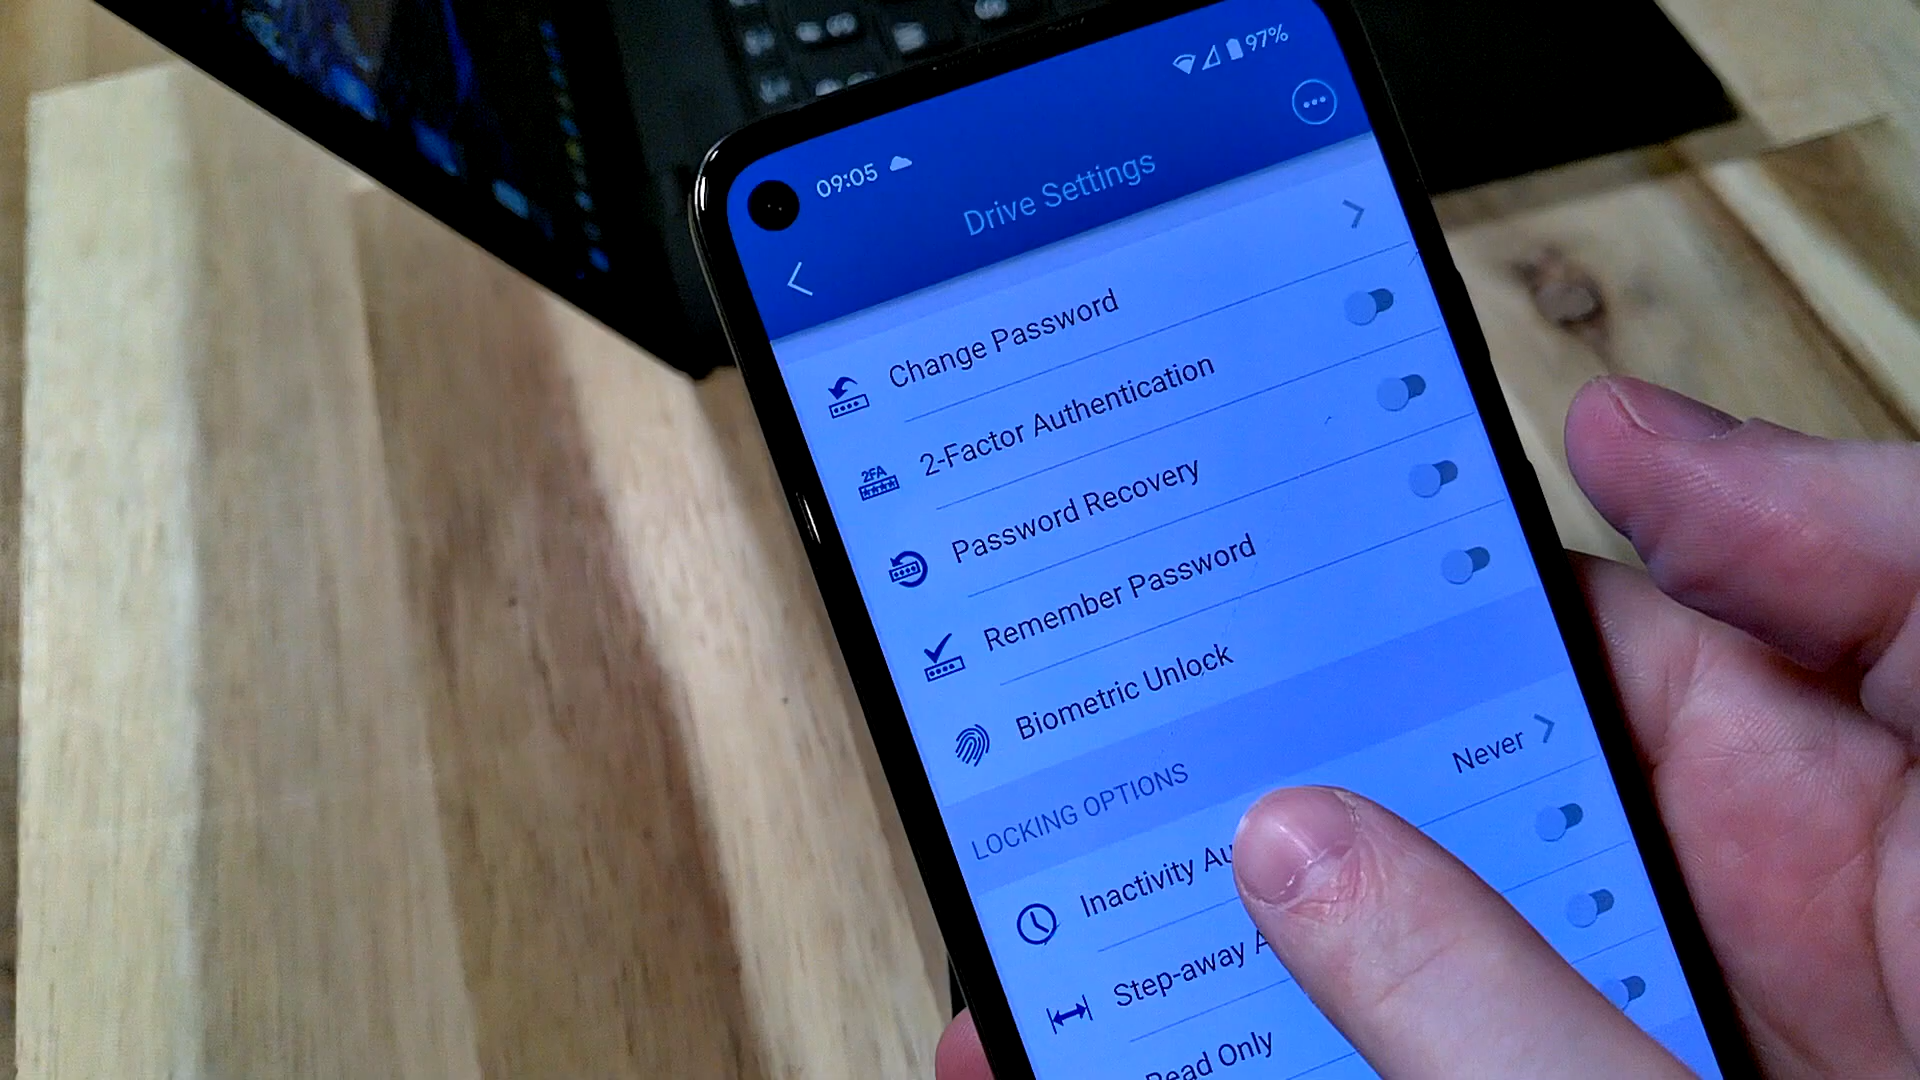 09:05
97%
Drive Settings
Change Password
2FA
2-Factor Authentication
Password Recovery
Remember Password
Biometric Unlock
LOCKING OPTIONS
Inactivity
Never
Step-away
Read Only